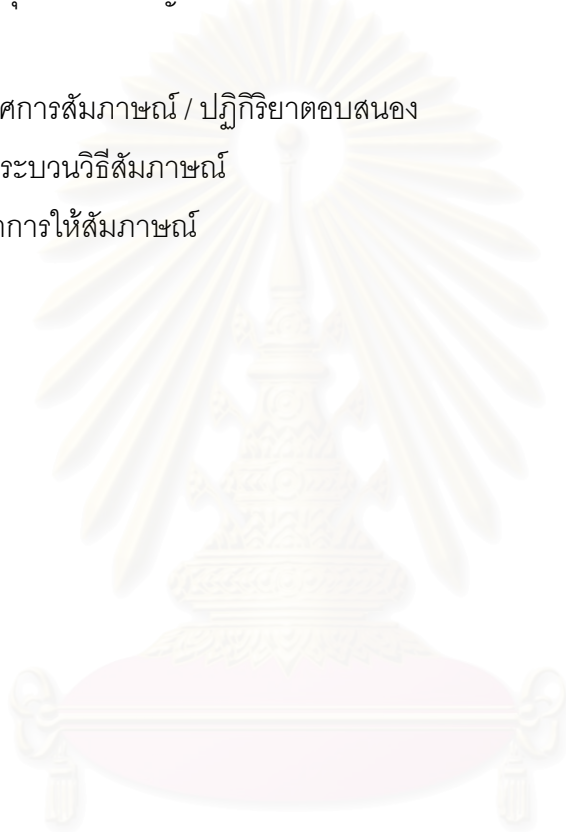 ศการสัมภาษณ์ / ปฏิกิริยาตอบสนอง
ระบวนวิธีสัมภาษณ์
การให้สัมภาษณ์